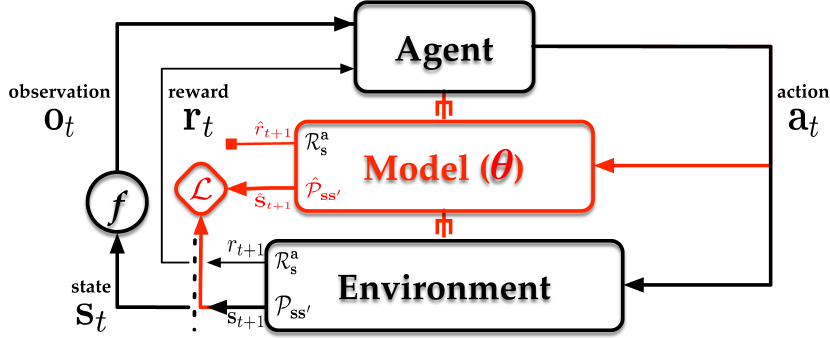 Agent
observation
o_t
reward
r_t
action
a_t
r̂_{t+1}
ℛ_s^a
Model (θ)
ℒ
ŝ_{t+1}
𝒫̂_{ss′}
f
r_{t+1}
ℛ_s^a
Environment
state
s_t
s_{t+1}
𝒫_{ss′}